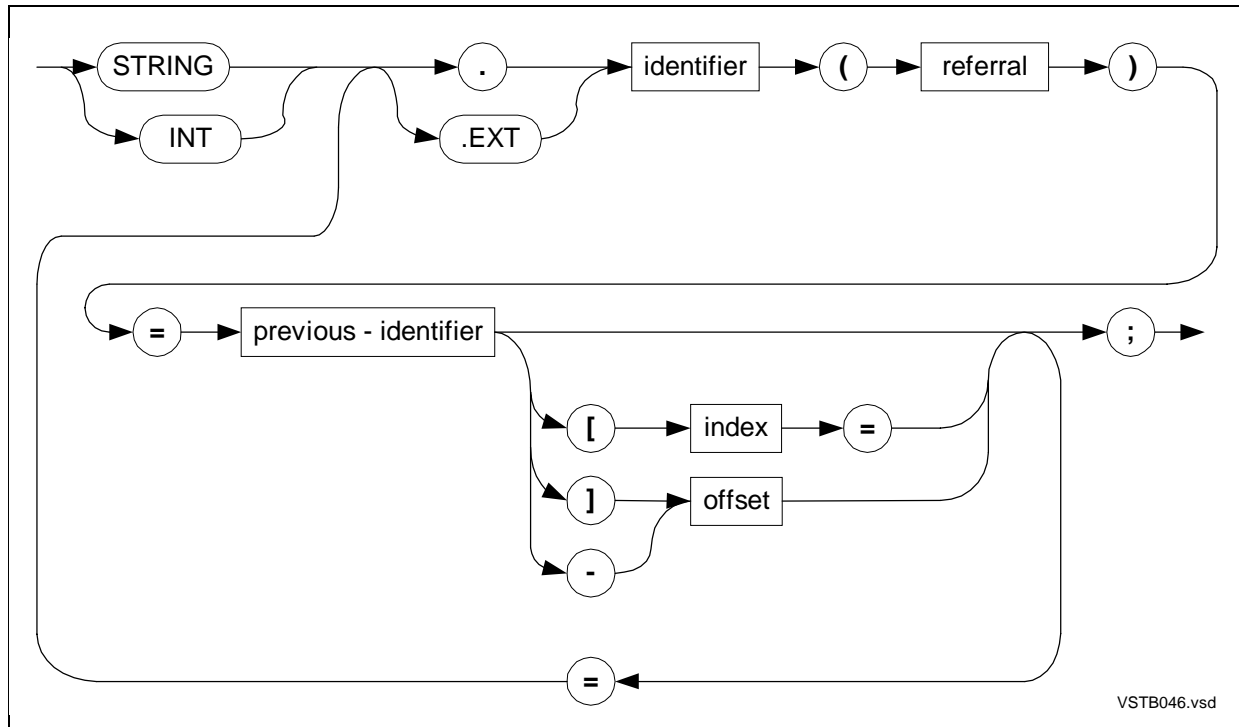 STRING . identifier ( referral )
INT .EXT
= previous - identifier ;
[ index =
] offset
-
=
VSTB046.vsd